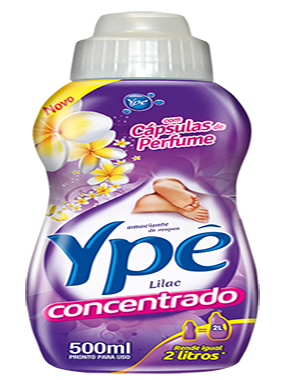 Ypê
Novo
com
Cápsulas de
Perfume
amaciante
de roupas
Ypê
Lilac
concentrado
500ml
PRONTO PARA USO
2L
Rende igual
2 litros*